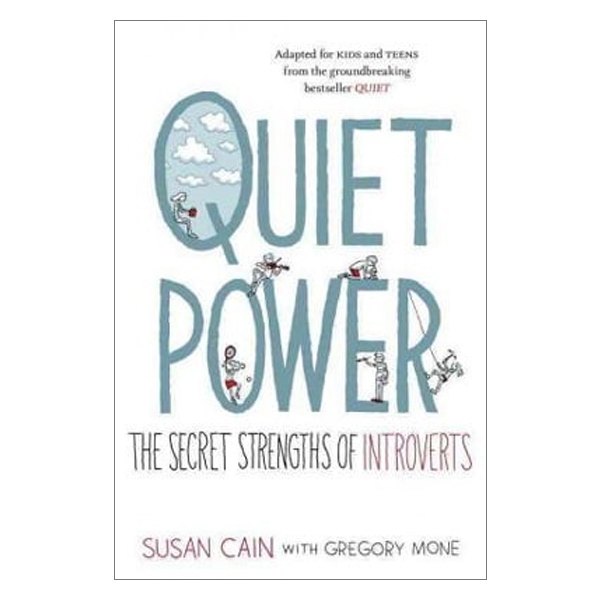 Adapted for KIDS and TEENS
from the groundbreaking
bestseller QUIET
QUIET
POWER
THE SECRET STRENGTHS OF INTROVERTS
SUSAN CAIN WITH GREGORY MONE